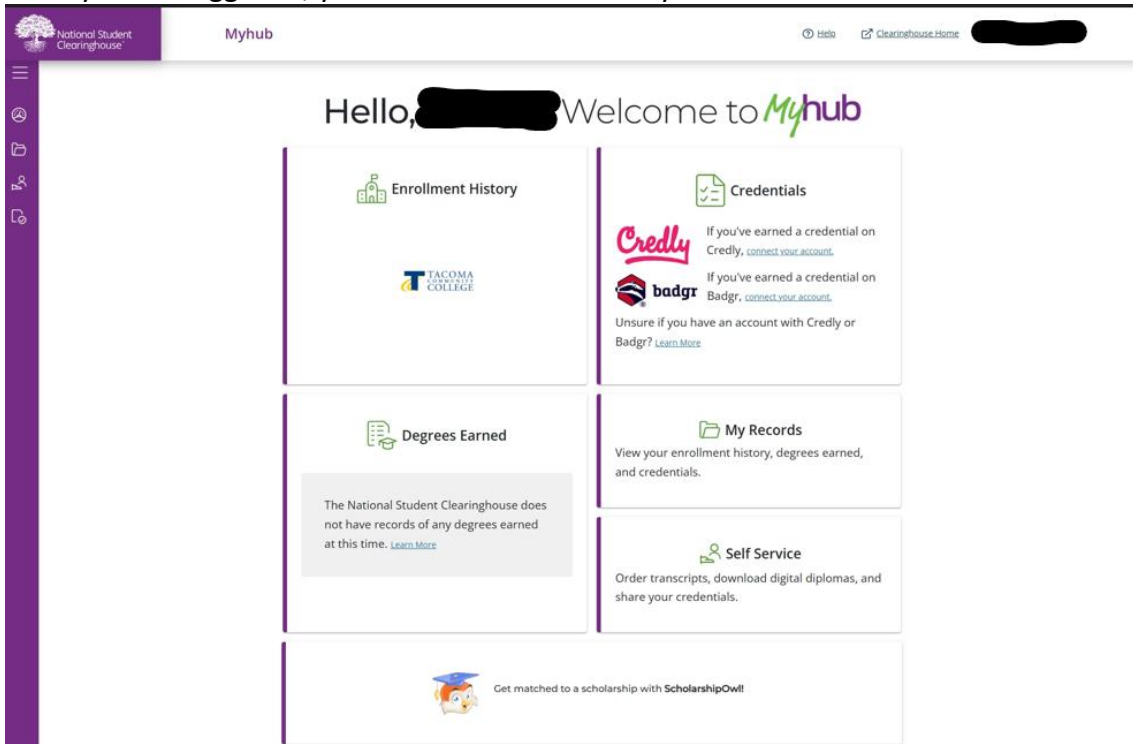 National Student
Clearinghouse
Myhub
Help
Clearinghouse Home
Hello, Welcome to Myhub
Enrollment History
TACOMA
COMMUNITY
COLLEGE
Credentials
Credly
If you've earned a credential on
Credly, connect your account.
badgr
If you've earned a credential on
Badgr, connect your account.
Unsure if you have an account with Credly or
Badgr? Learn More
Degrees Earned
The National Student Clearinghouse does
not have records of any degrees earned
at this time. Learn More
My Records
View your enrollment history, degrees earned,
and credentials.
Self Service
Order transcripts, download digital diplomas, and
share your credentials.
Get matched to a scholarship with ScholarshipOwl!